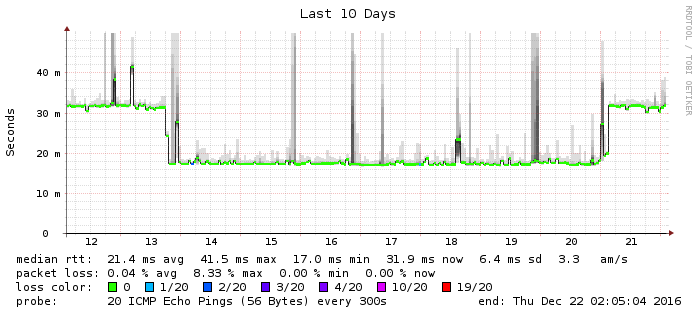 Last 10 Days
RRDTOOL / TOBI OETIKER
Seconds
40 m
30 m
20 m
10 m
0
12 13 14 15 16 17 18 19 20 21
median rtt: 21.4 ms avg 41.5 ms max 17.0 ms min 31.9 ms now 6.4 ms sd 3.3 am/s
packet loss: 0.04 % avg 8.33 % max 0.00 % min 0.00 % now
loss color: 0 1/20 2/20 3/20 4/20 10/20 19/20
probe: 20 ICMP Echo Pings (56 Bytes) every 300s end: Thu Dec 22 02:05:04 2016